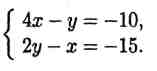 4x − y = −10,
2y − x = −15.